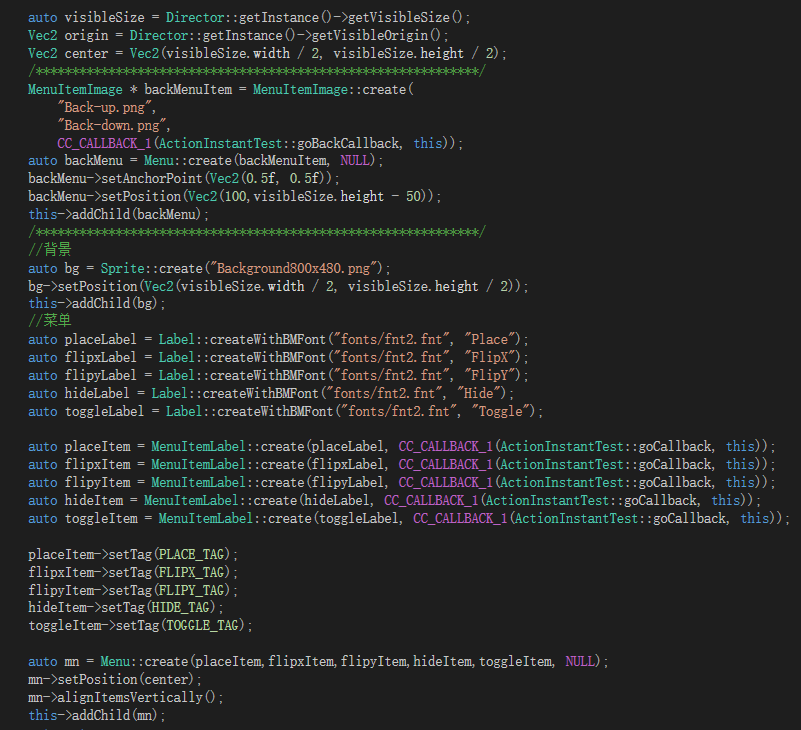 auto visibleSize = Director::getInstance()->getVisibleSize();
Vec2 origin = Director::getInstance()->getVisibleOrigin();
Vec2 center = Vec2(visibleSize.width / 2, visibleSize.height / 2);
/*************************************************************/
MenuItemImage * backMenuItem = MenuItemImage::create(
"Back-up.png",
"Back-down.png",
CC_CALLBACK_1(ActionInstantTest::goBackCallback, this));
auto backMenu = Menu::create(backMenuItem, NULL);
backMenu->setAnchorPoint(Vec2(0.5f, 0.5f));
backMenu->setPosition(Vec2(100,visibleSize.height - 50));
this->addChild(backMenu);
/*************************************************************/
//背景
auto bg = Sprite::create("Background800x480.png");
bg->setPosition(Vec2(visibleSize.width / 2, visibleSize.height / 2));
this->addChild(bg);
//菜单
auto placeLabel = Label::createWithBMFont("fonts/fnt2.fnt", "Place");
auto flipxLabel = Label::createWithBMFont("fonts/fnt2.fnt", "FlipX");
auto flipyLabel = Label::createWithBMFont("fonts/fnt2.fnt", "FlipY");
auto hideLabel = Label::createWithBMFont("fonts/fnt2.fnt", "Hide");
auto toggleLabel = Label::createWithBMFont("fonts/fnt2.fnt", "Toggle");
auto placeItem = MenuItemLabel::create(placeLabel, CC_CALLBACK_1(ActionInstantTest::goCallback, this));
auto flipxItem = MenuItemLabel::create(flipxLabel, CC_CALLBACK_1(ActionInstantTest::goCallback, this));
auto flipyItem = MenuItemLabel::create(flipyLabel, CC_CALLBACK_1(ActionInstantTest::goCallback, this));
auto hideItem = MenuItemLabel::create(hideLabel, CC_CALLBACK_1(ActionInstantTest::goCallback, this));
auto toggleItem = MenuItemLabel::create(toggleLabel, CC_CALLBACK_1(ActionInstantTest::goCallback, this));
placeItem->setTag(PLACE_TAG);
flipxItem->setTag(FLIPX_TAG);
flipyItem->setTag(FLIPY_TAG);
hideItem->setTag(HIDE_TAG);
toggleItem->setTag(TOGGLE_TAG);
auto mn = Menu::create(placeItem,flipxItem,flipyItem,hideItem,toggleItem, NULL);
mn->setPosition(center);
mn->alignItemsVertically();
this->addChild(mn);